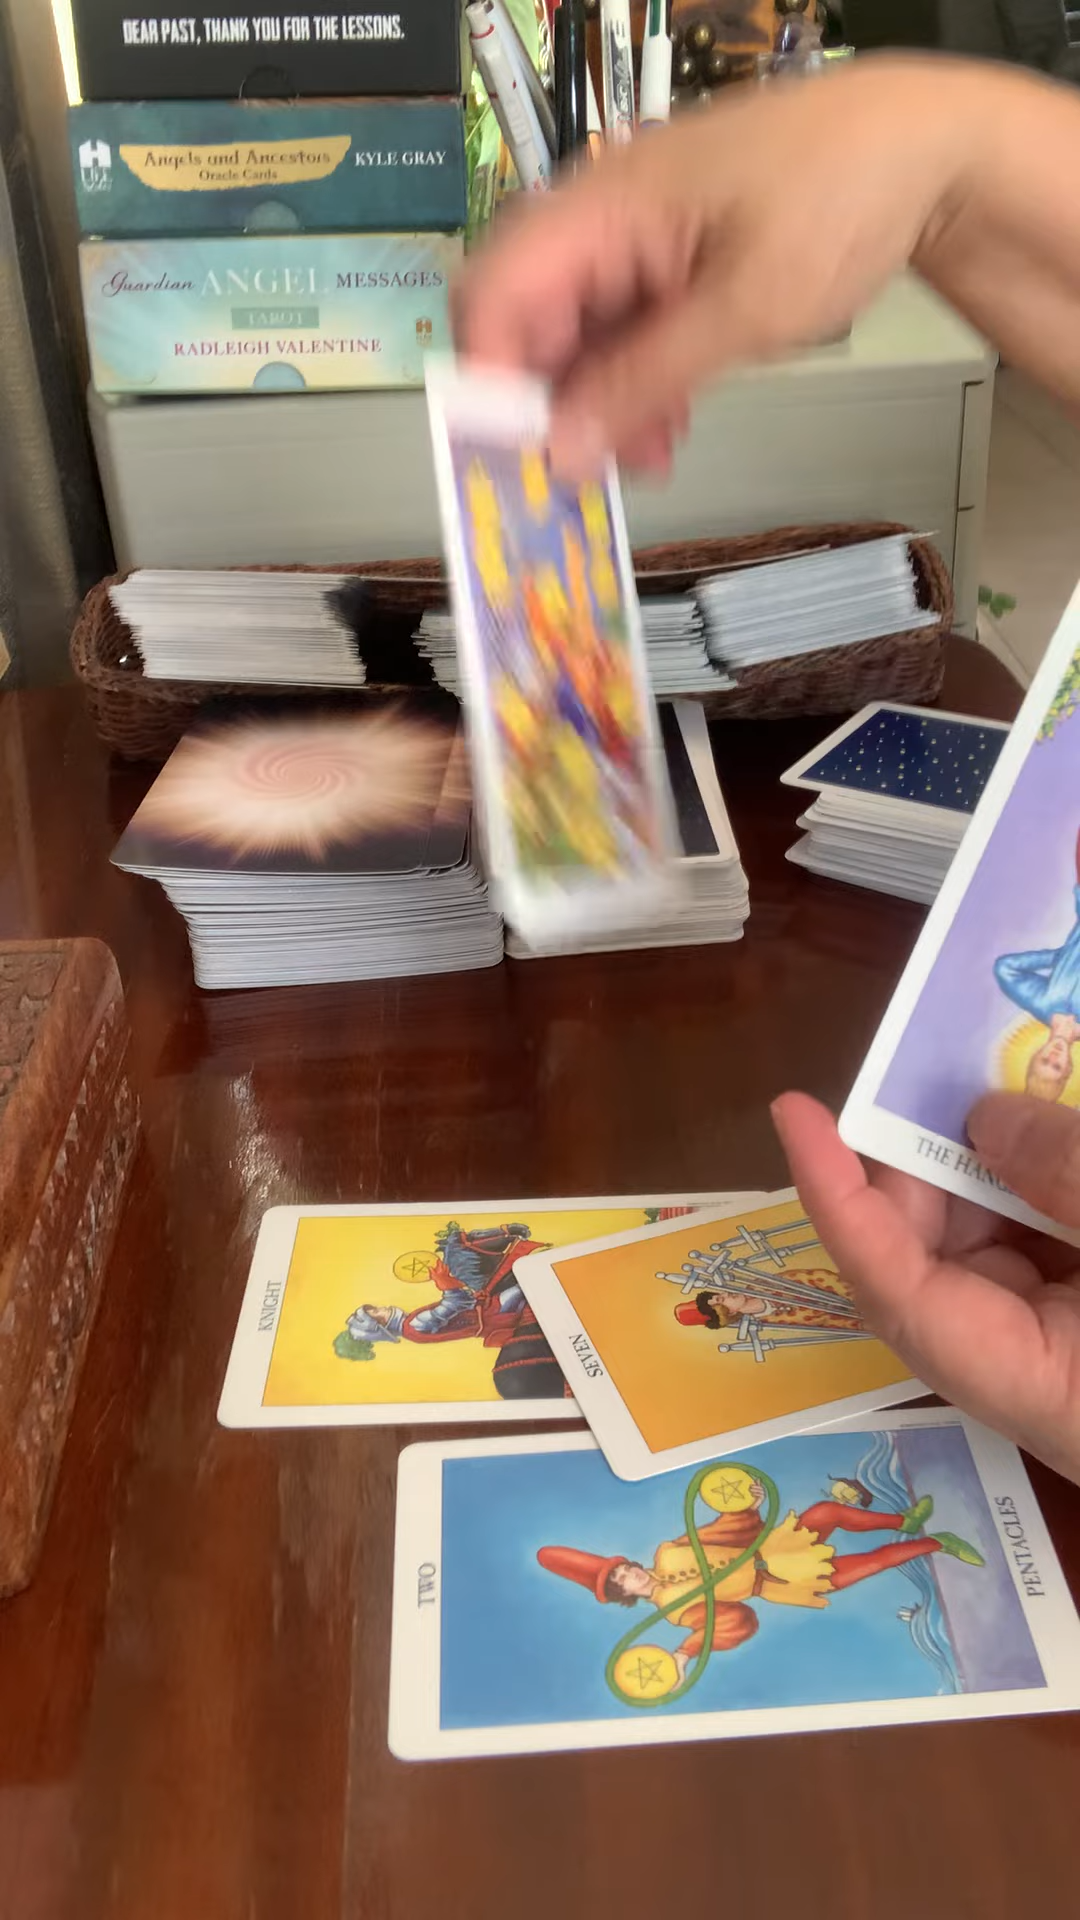 DEAR PAST, THANK YOU FOR THE LESSONS.
Angels and Ancestors
Oracle Cards
KYLE GRAY
Guardian ANGEL MESSAGES
TAROT
RADLEIGH VALENTINE
THE HANG
KNIGHT
SEVEN
TWO
PENTACLES